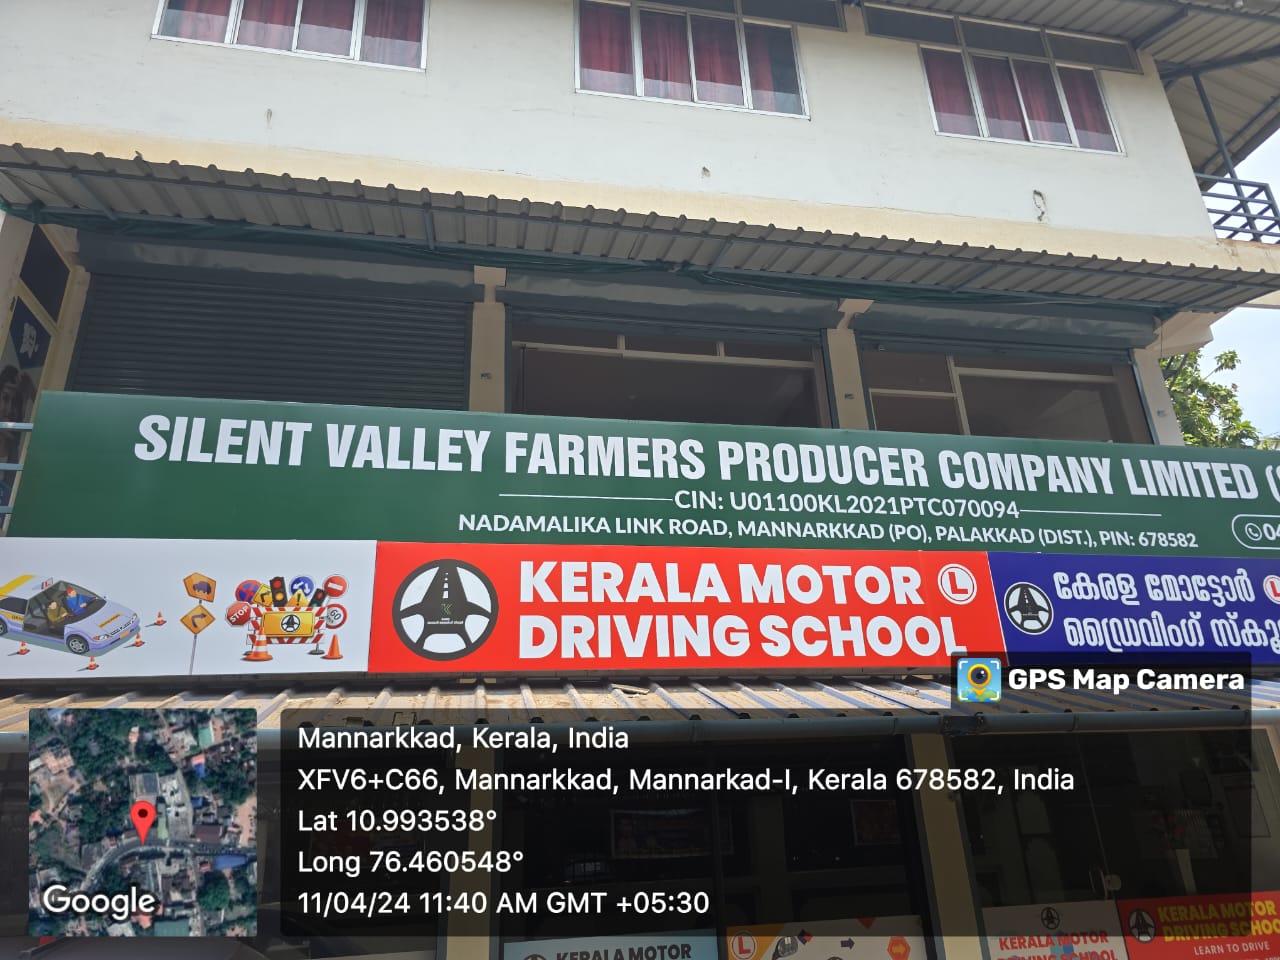 SILENT VALLEY FARMERS PRODUCER COMPANY LIMITED (
CIN: U01100KL2021PTC070094
NADAMALIKA LINK ROAD, MANNARKKAD (PO), PALAKKAD (DIST.), PIN: 678582
04
STOP
KERALA MOTOR L
DRIVING SCHOOL
കേരള മോട്ടോർ L
ഡ്രൈവിംഗ് സ്കൂ
GPS Map Camera
Mannarkkad, Kerala, India
XFV6+C66, Mannarkkad, Mannarkad-I, Kerala 678582, India
Lat 10.993538°
Long 76.460548°
11/04/24 11:40 AM GMT +05:30
Google
KERALA MOTOR
L
KERALA MOTOR
DRIVING SCHOOL
KERALA MOTOR
DRIVING SCHOO
LEARN TO DRIVE